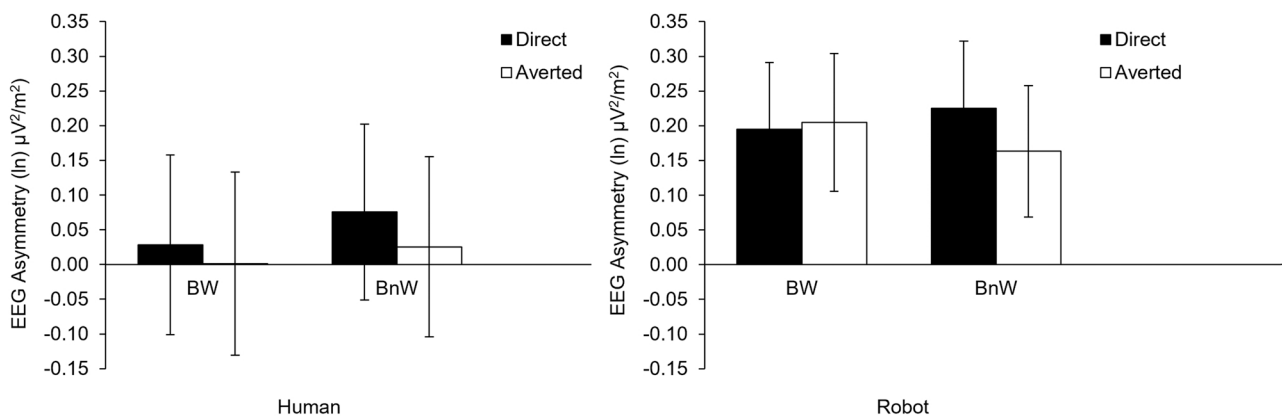 EEG Asymmetry (ln) µV²/m²
0.35
0.30
0.25
0.20
0.15
0.10
0.05
0.00
-0.05
-0.10
-0.15
Direct
Averted
BW
BnW
Human
EEG Asymmetry (ln) µV²/m²
0.35
0.30
0.25
0.20
0.15
0.10
0.05
0.00
-0.05
-0.10
-0.15
Direct
Averted
BW
BnW
Robot